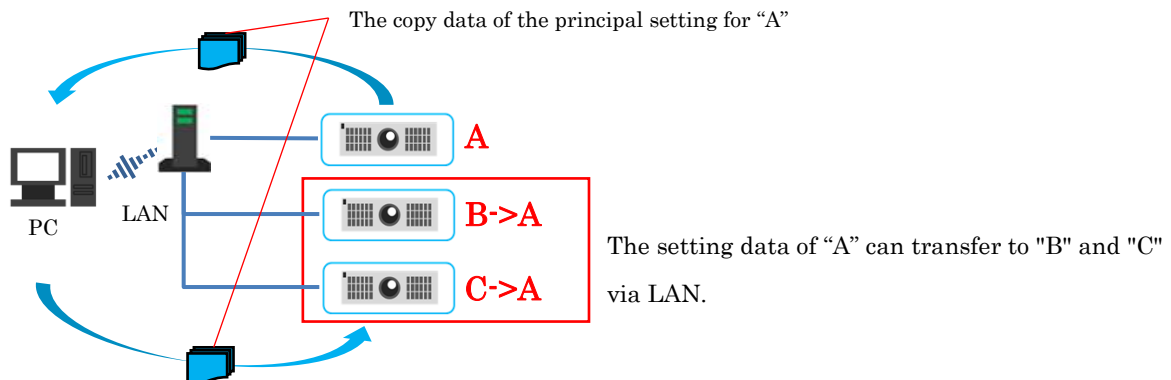 The copy data of the principal setting for “A”
A
PC
LAN
B->A
C->A
The setting data of “A” can transfer to "B" and "C"
via LAN.